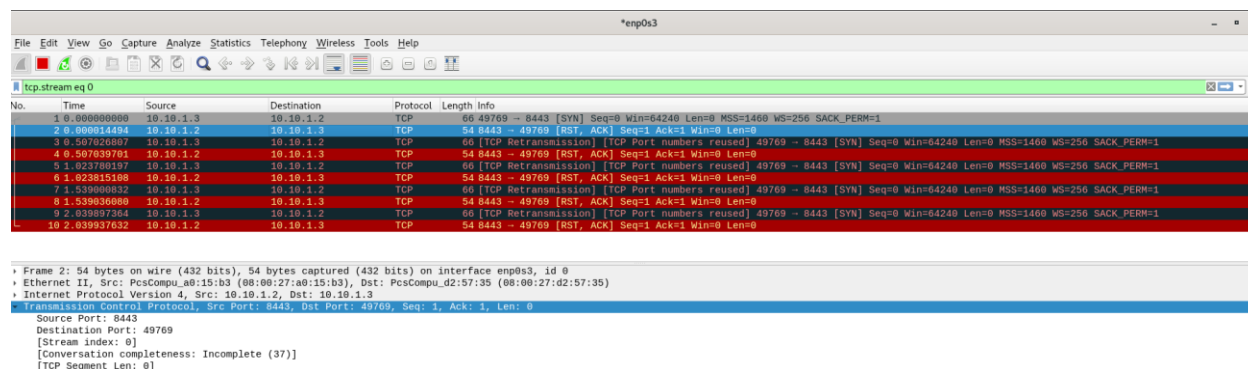 *enp0s3
File Edit View Go Capture Analyze Statistics Telephony Wireless Tools Help
tcp.stream eq 0
No. Time Source Destination Protocol Length Info
1 0.000000000 10.10.1.3 10.10.1.2 TCP 66 49769 → 8443 [SYN] Seq=0 Win=64240 Len=0 MSS=1460 WS=256 SACK_PERM=1
2 0.000014494 10.10.1.2 10.10.1.3 TCP 54 8443 → 49769 [RST, ACK] Seq=1 Ack=1 Win=0 Len=0
3 0.507026807 10.10.1.3 10.10.1.2 TCP 66 [TCP Retransmission] [TCP Port numbers reused] 49769 → 8443 [SYN] Seq=0 Win=64240 Len=0 MSS=1460 WS=256 SACK_PERM=1
4 0.507039701 10.10.1.2 10.10.1.3 TCP 54 8443 → 49769 [RST, ACK] Seq=1 Ack=1 Win=0 Len=0
5 1.023780197 10.10.1.3 10.10.1.2 TCP 66 [TCP Retransmission] [TCP Port numbers reused] 49769 → 8443 [SYN] Seq=0 Win=64240 Len=0 MSS=1460 WS=256 SACK_PERM=1
6 1.023815108 10.10.1.2 10.10.1.3 TCP 54 8443 → 49769 [RST, ACK] Seq=1 Ack=1 Win=0 Len=0
7 1.539000832 10.10.1.3 10.10.1.2 TCP 66 [TCP Retransmission] [TCP Port numbers reused] 49769 → 8443 [SYN] Seq=0 Win=64240 Len=0 MSS=1460 WS=256 SACK_PERM=1
8 1.539036080 10.10.1.2 10.10.1.3 TCP 54 8443 → 49769 [RST, ACK] Seq=1 Ack=1 Win=0 Len=0
9 2.039897364 10.10.1.3 10.10.1.2 TCP 66 [TCP Retransmission] [TCP Port numbers reused] 49769 → 8443 [SYN] Seq=0 Win=64240 Len=0 MSS=1460 WS=256 SACK_PERM=1
10 2.039937632 10.10.1.2 10.10.1.3 TCP 54 8443 → 49769 [RST, ACK] Seq=1 Ack=1 Win=0 Len=0
Frame 2: 54 bytes on wire (432 bits), 54 bytes captured (432 bits) on interface enp0s3, id 0
Ethernet II, Src: PcsCompu_a0:15:b3 (08:00:27:a0:15:b3), Dst: PcsCompu_d2:57:35 (08:00:27:d2:57:35)
Internet Protocol Version 4, Src: 10.10.1.2, Dst: 10.10.1.3
Transmission Control Protocol, Src Port: 8443, Dst Port: 49769, Seq: 1, Ack: 1, Len: 0
Source Port: 8443
Destination Port: 49769
[Stream index: 0]
[Conversation completeness: Incomplete (37)]
[TCP Segment Len: 0]